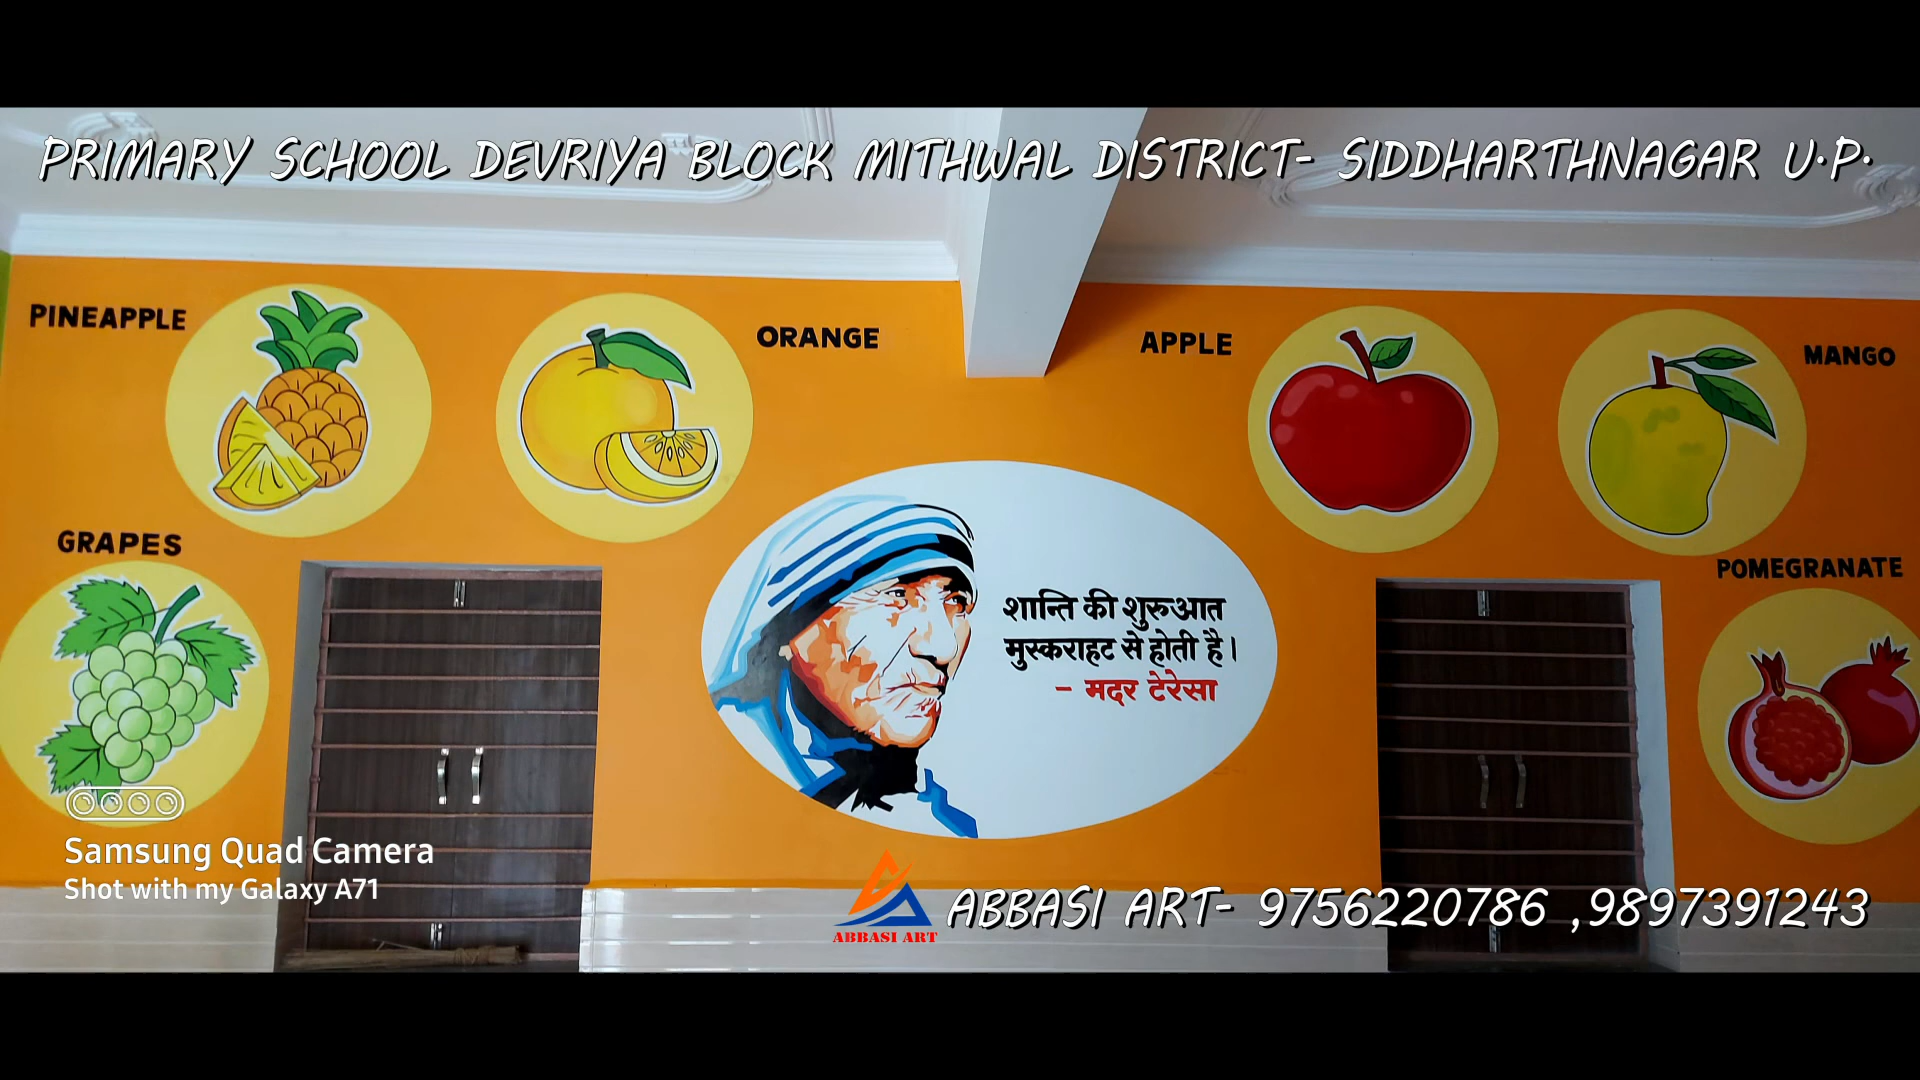 PRIMARY SCHOOL DEVRIYA BLOCK MITHWAL DISTRICT- SIDDHARTHNAGAR U.P.
PINEAPPLE
ORANGE
APPLE
MANGO
GRAPES
POMEGRANATE
शान्ति की शुरुआत
मुस्कराहट से होती है।
- मदर टेरेसा
Samsung Quad Camera
Shot with my Galaxy A71
ABBASI ART
ABBASI ART- 9756220786 ,9897391243